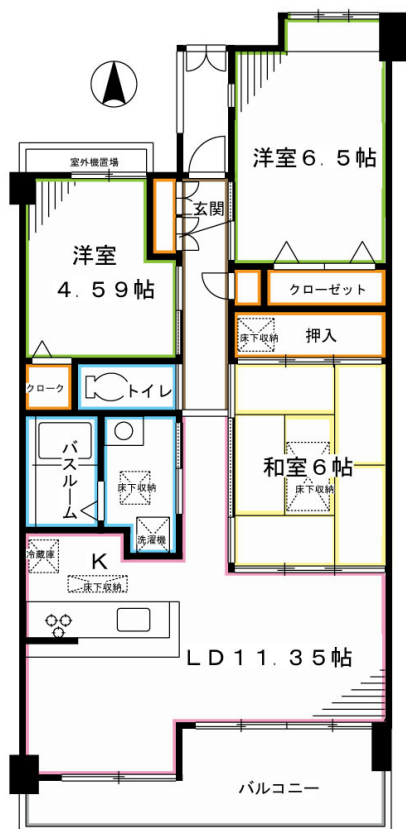 洋室6.5帖
室外機置場
玄関
洋室
4.59帖
クローゼット
床下収納
押入
クローク
トイレ
バスルーム
床下収納
洗濯機
和室6帖
床下収納
冷蔵庫
K
床下収納
LD11.35帖
バルコニー